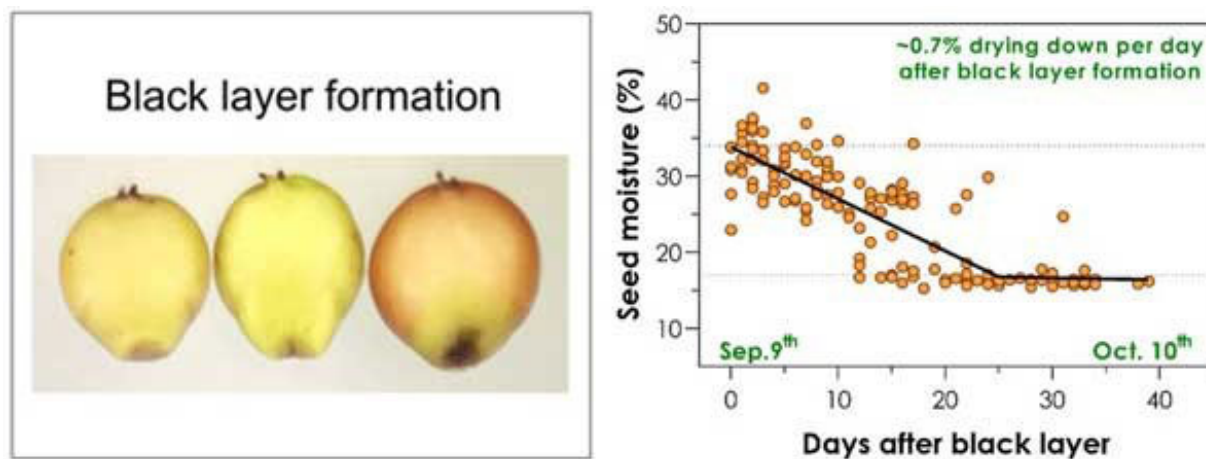 Black layer formation
~0.7% drying down per day
after black layer formation
Seed moisture (%)
50
40
30
20
10
Sep.9th
Oct. 10th
0
10
20
30
40
Days after black layer